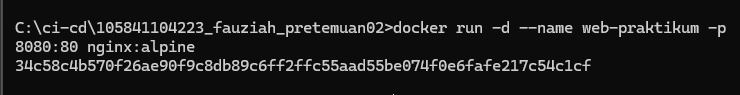 C:\ci-cd\105841104223_fauziah_pretemuan02>docker run -d --name web-praktikum -p
8080:80 nginx:alpine
34c58c4b570f26ae90f9c8db89c6ff2ffc55aad55be074f0e6fafe217c54c1cf